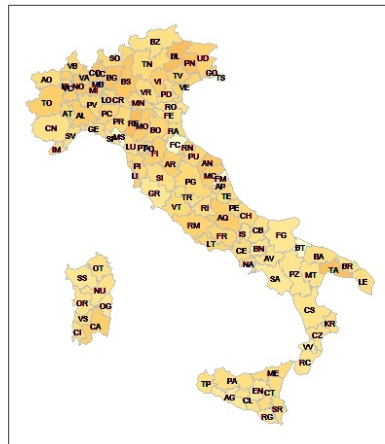 BZ
SO
BL
VB
TN
PN
UD
AO
VA
BG
BS
VI
TV
GO
TS
NO
MB
MI
VR
PD
VE
TO
LO
CR
MN
RO
AT
AL
PV
PC
FE
PR
RE
MO
BO
RA
CN
GE
SV
SP
MS
FC
RN
IM
LU
PT
PO
FI
PU
PI
AR
AN
LI
SI
MC
FM
AP
GR
PG
TE
TR
VT
RI
PE
AQ
CH
RM
IS
CB
FG
LT
FR
CE
BN
BT
BA
NA
AV
BR
TA
SA
PZ
MT
LE
OT
SS
NU
OR
OG
CS
VS
CA
CI
KR
CZ
VV
RC
ME
TP
PA
EN
CT
AG
CL
SR
RG